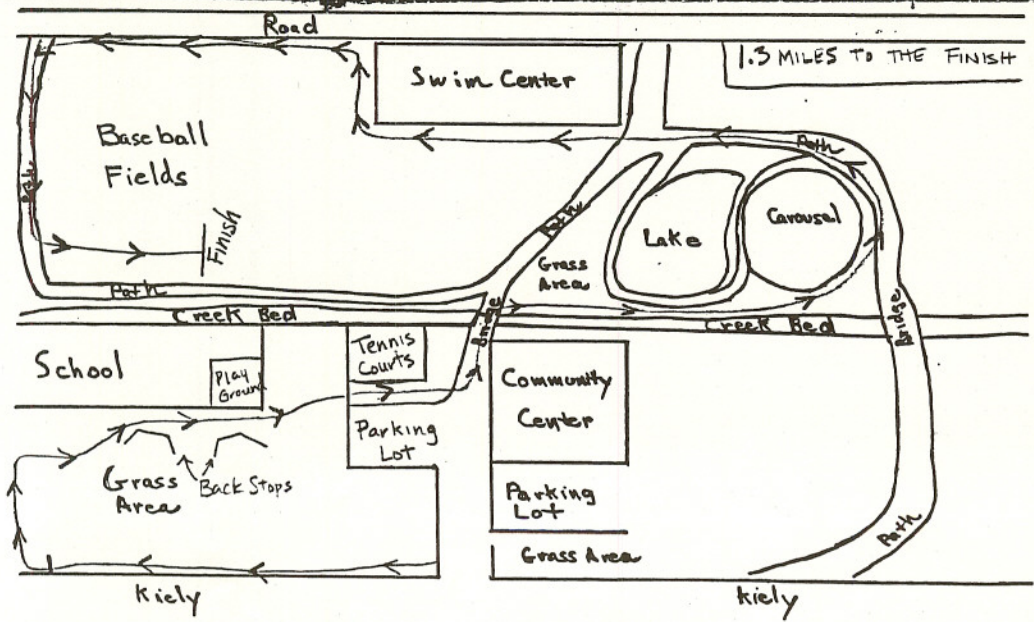 Road
1.3 MILES TO THE FINISH
Swim Center
Baseball
Fields
Path
Path
Carousel
Path
Lake
Finish
Grass
Area
Path
Bridge
Bridge
Creek Bed
Creek Bed
School
Play
Ground
Tennis
Courts
Community
Center
Parking
Lot
Grass
Area
Back Stops
Parking
Lot
Path
Grass Area
Kiely
Kiely